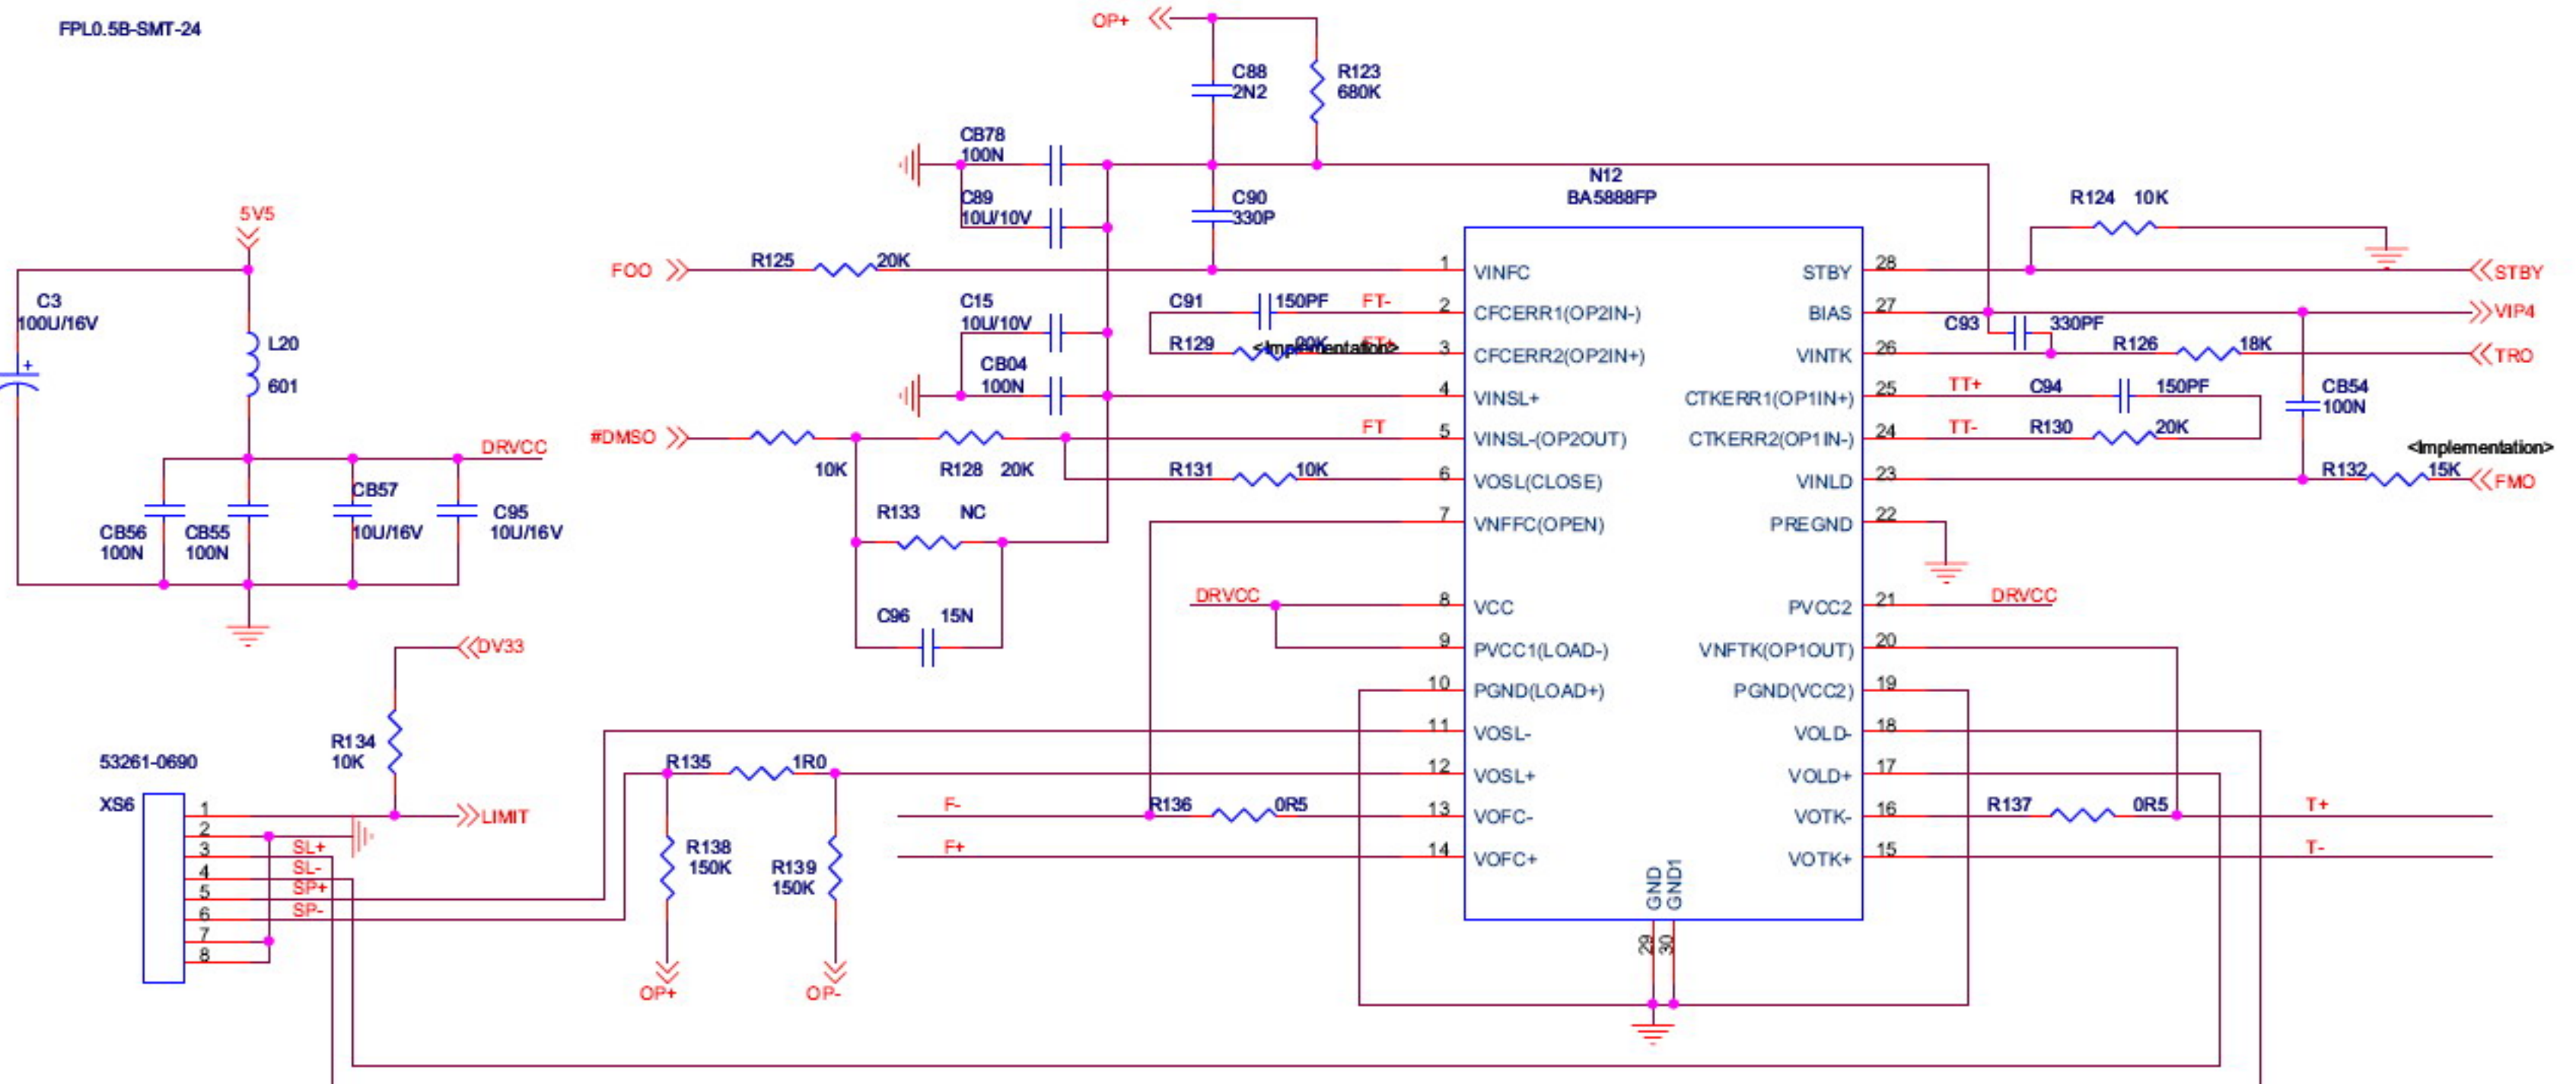 FPL0.5B-SMT-24
OP+
C88
2N2
R123
680K
CB78
100N
C89
10U/10V
C90
330P
N12
BA5888FP
R124 10K
5V5
C3
100U/16V
L20
601
FOO
R125 20K
1 VINFC
STBY 28
STBY
C15
10U/10V
C91 150PF FT-
2 CFCERR1(OP2IN-)
BIAS 27
VIP4
C93 330PF
R129 20K FT+
<Implementation>
3 CFCERR2(OP2IN+)
VINTK 26
R126 18K
TRO
CB04
100N
4 VINSL+
CTKERR1(OP1IN+) 25
TT+ C94 150PF
CB54
100N
#DMSO
10K
R128 20K
FT
5 VINSL-(OP2OUT)
CTKERR2(OP1IN-) 24
TT- R130 20K
<Implementation>
DRVCC
R131 10K
6 VOSL(CLOSE)
VINLD 23
R132 15K
FMO
CB56
100N
CB55
100N
CB57
10U/16V
C95
10U/16V
R133 NC
7 VNFFC(OPEN)
PREGND 22
C96 15N
DRVCC
8 VCC
PVCC2 21
DRVCC
9 PVCC1(LOAD-)
VNFTK(OP1OUT) 20
DV33
10 PGND(LOAD+)
PGND(VCC2) 19
R134
10K
11 VOSL-
VOLD- 18
53261-0690
XS6
R135 1R0
12 VOSL+
VOLD+ 17
1
LIMIT
F-
R136 0R5
13 VOFC-
VOTK- 16
R137 0R5
T+
2
3 SL+
F+
14 VOFC+
VOTK+ 15
T-
4 SL-
5 SP+
6 SP-
7
8
R138
150K
R139
150K
GND
GND1
29
30
OP+
OP-